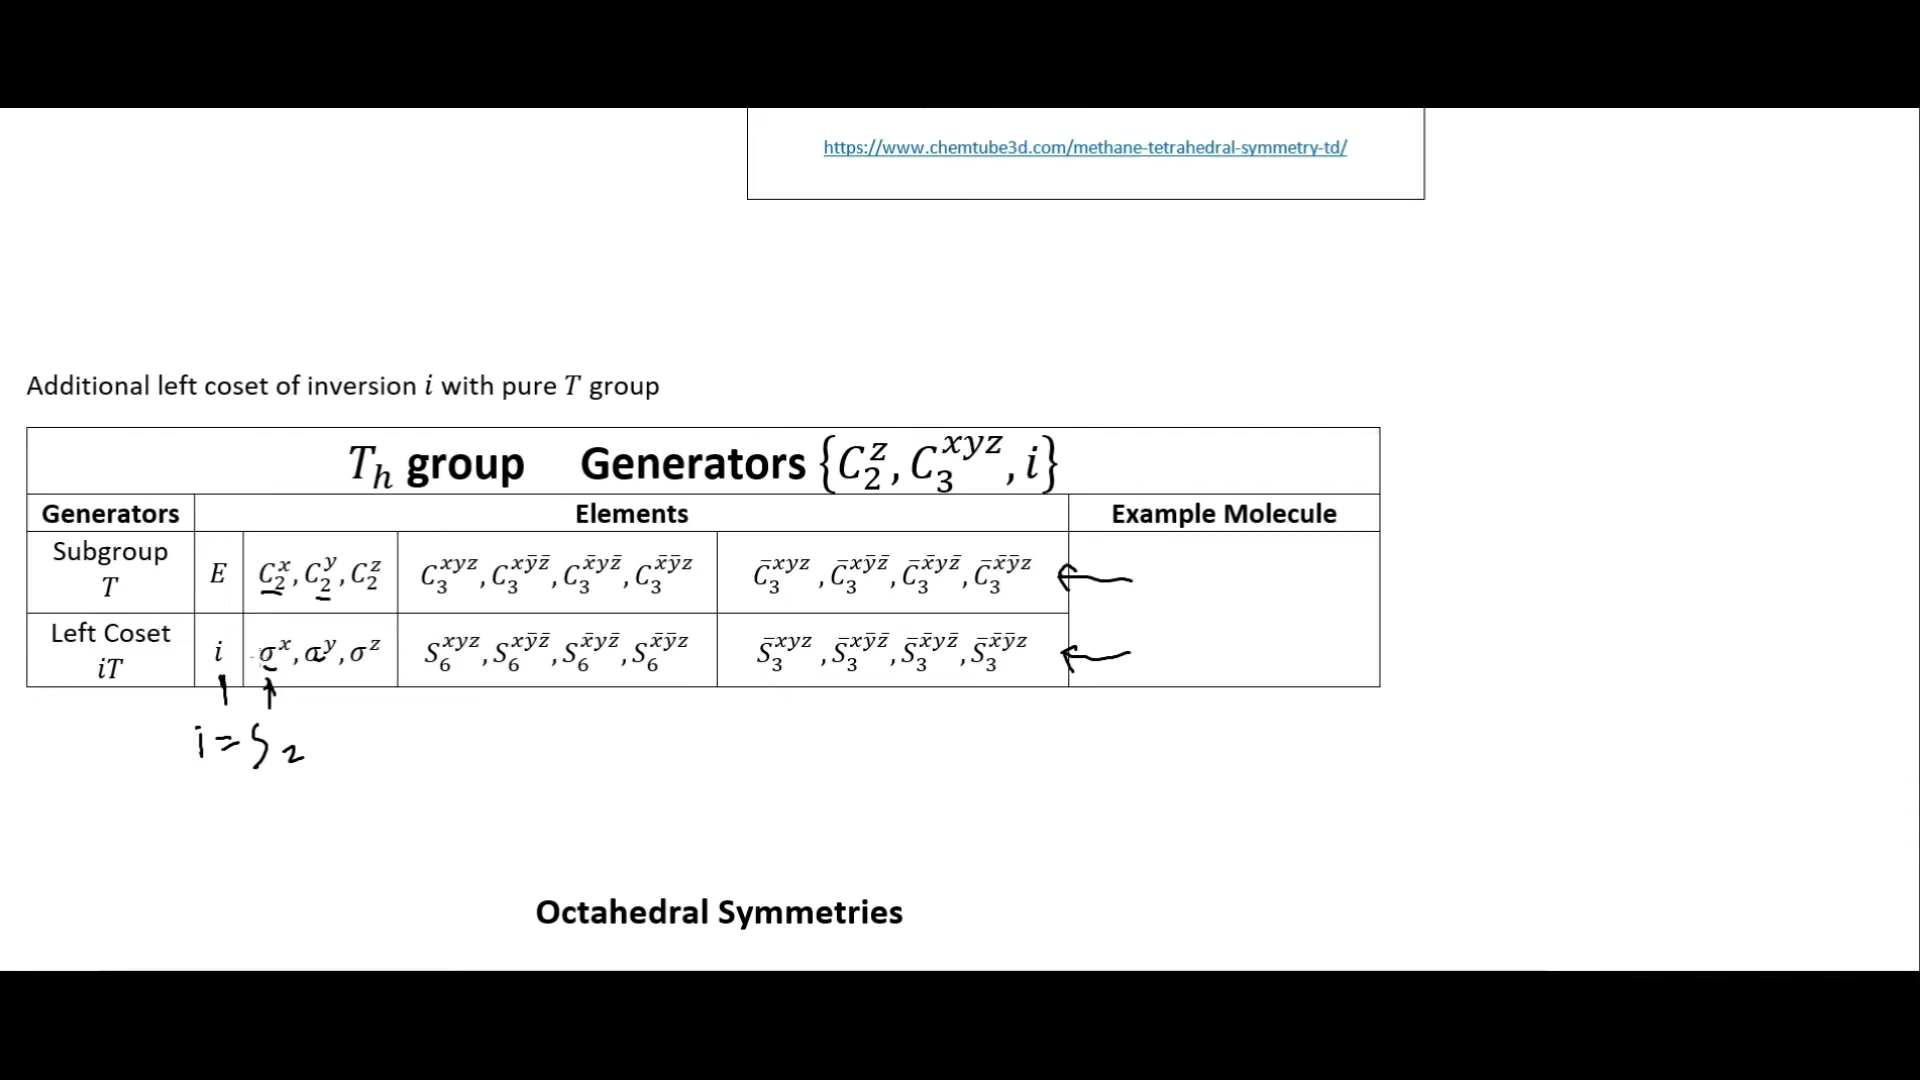 https://www.chemtube3d.com/methane-tetrahedral-symmetry-td/
Additional left coset of inversion i with pure T group
T_h group Generators {C_2^z, C_3^{xyz}, i}
Generators Elements Example Molecule
Subgroup
T
E
C_2^x, C_2^y, C_2^z
C_3^{xyz}, C_3^{xȳz̄}, C_3^{x̄yz̄}, C_3^{x̄ȳz}
C̄_3^{xyz}, C̄_3^{xȳz̄}, C̄_3^{x̄yz̄}, C̄_3^{x̄ȳz}
Left Coset
iT
i
σ^x, σ^y, σ^z
S_6^{xyz}, S_6^{xȳz̄}, S_6^{x̄yz̄}, S_6^{x̄ȳz}
S̄_3^{xyz}, S̄_3^{xȳz̄}, S̄_3^{x̄yz̄}, S̄_3^{x̄ȳz}
i = S_2
Octahedral Symmetries